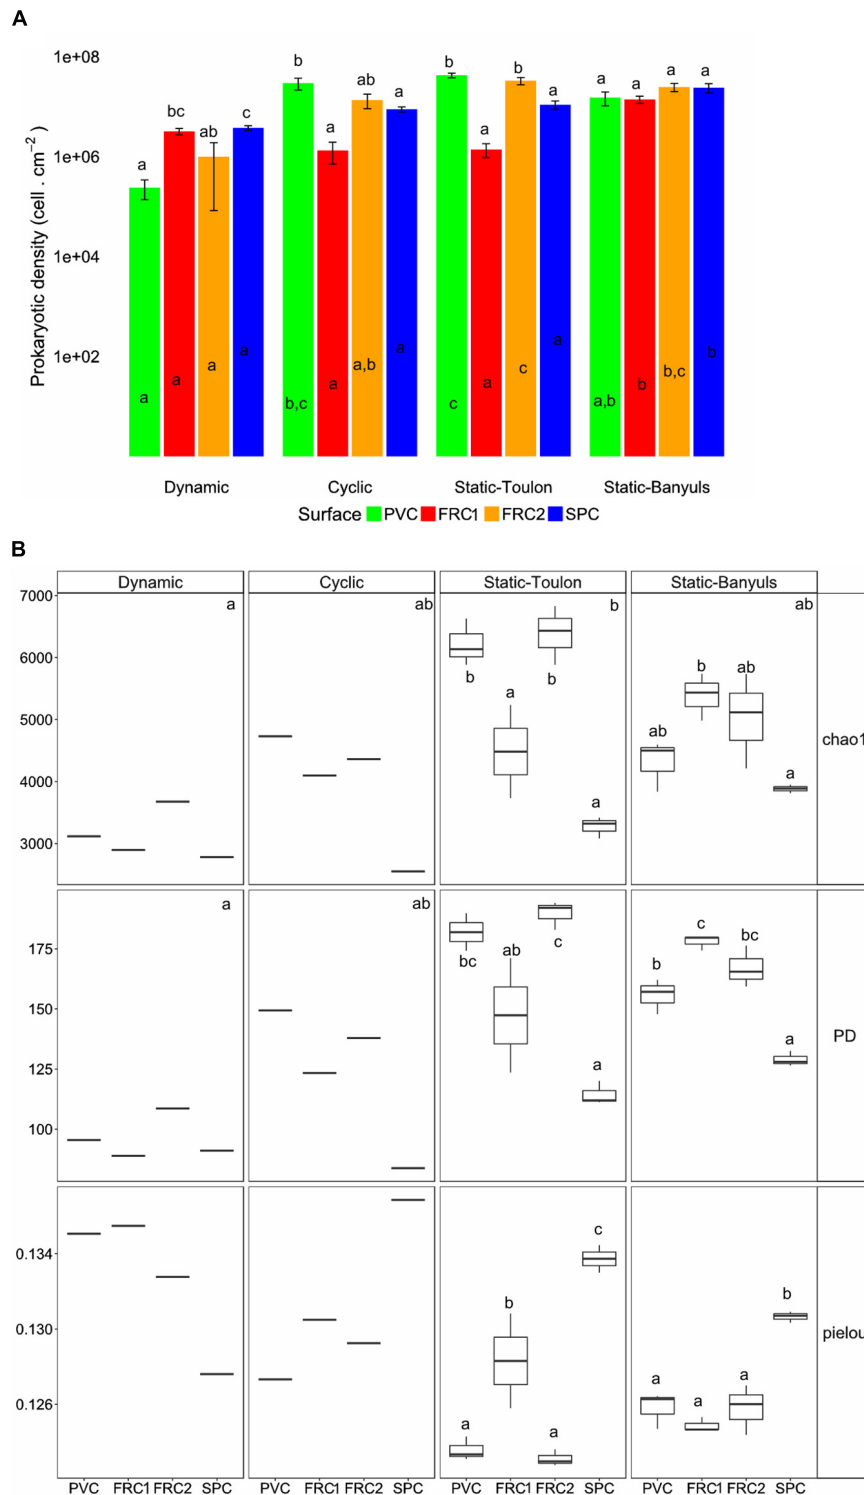 A
Prokaryotic density (cell . cm⁻²)
1e+08
1e+06
1e+04
1e+02
a bc ab c
b a ab a
b a b a
a a a a
a a a a
b,c a a,b a
c a c a
a,b b b,c b
Dynamic Cyclic Static-Toulon Static-Banyuls
Surface PVC FRC1 FRC2 SPC
B
Dynamic Cyclic Static-Toulon Static-Banyuls
7000
6000
5000
4000
3000
a
ab
b
b a b a
ab
ab b ab a
chao1
175
150
125
100
a
ab
bc ab c a
b c bc a
PD
0.134
0.130
0.126
a b a c
a a a b
pielou
PVC FRC1 FRC2 SPC
PVC FRC1 FRC2 SPC
PVC FRC1 FRC2 SPC
PVC FRC1 FRC2 SPC